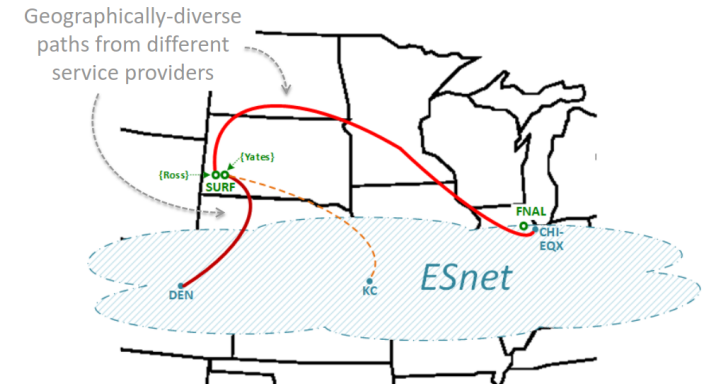 Geographically-diverse
paths from different
service providers
{Yates}
{Ross}
SURF
FNAL
CHI-
EQX
ESnet
DEN
KC